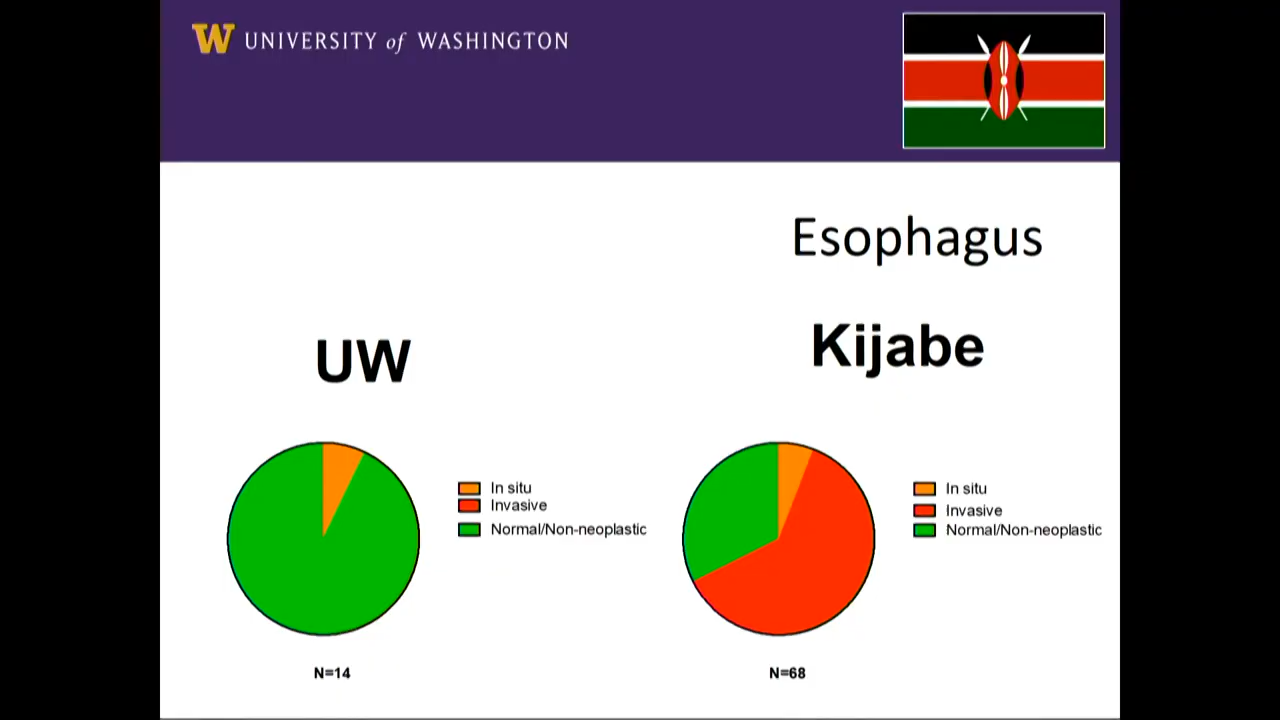 W UNIVERSITY of WASHINGTON
Esophagus
UW
Kijabe
In situ
Invasive
Normal/Non-neoplastic
N=14
In situ
Invasive
Normal/Non-neoplastic
N=68